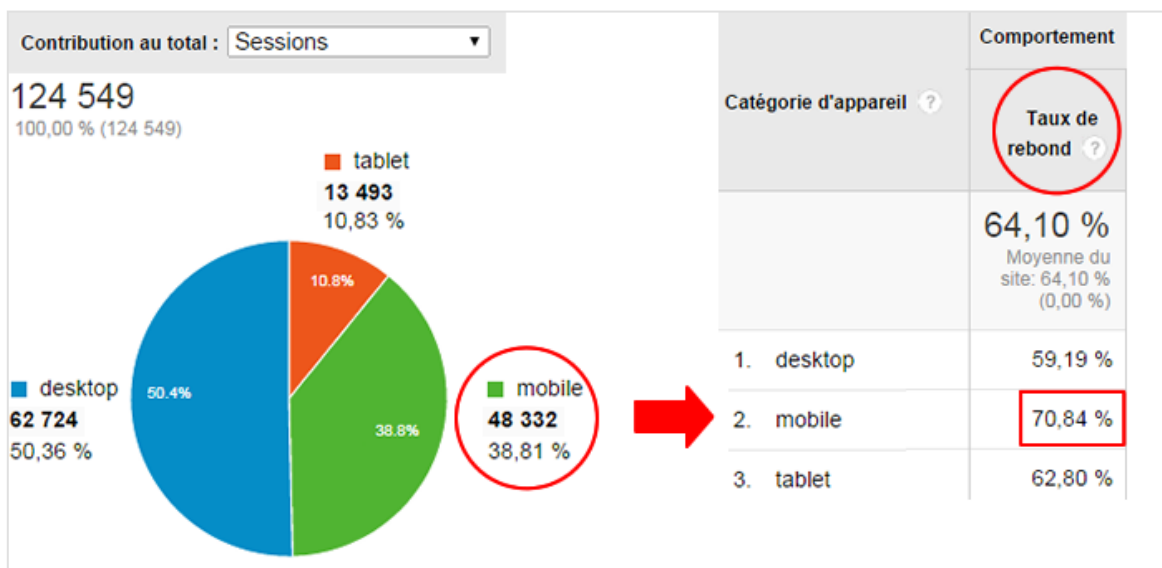 Contribution au total : Sessions
124 549
100,00 % (124 549)
tablet
13 493
10,83 %
10.8%
desktop
62 724
50,36 %
50.4%
38.8%
mobile
48 332
38,81 %
Catégorie d'appareil ?
Comportement
Taux de
rebond ?
64,10 %
Moyenne du
site: 64,10 %
(0,00 %)
1. desktop 59,19 %
2. mobile 70,84 %
3. tablet 62,80 %